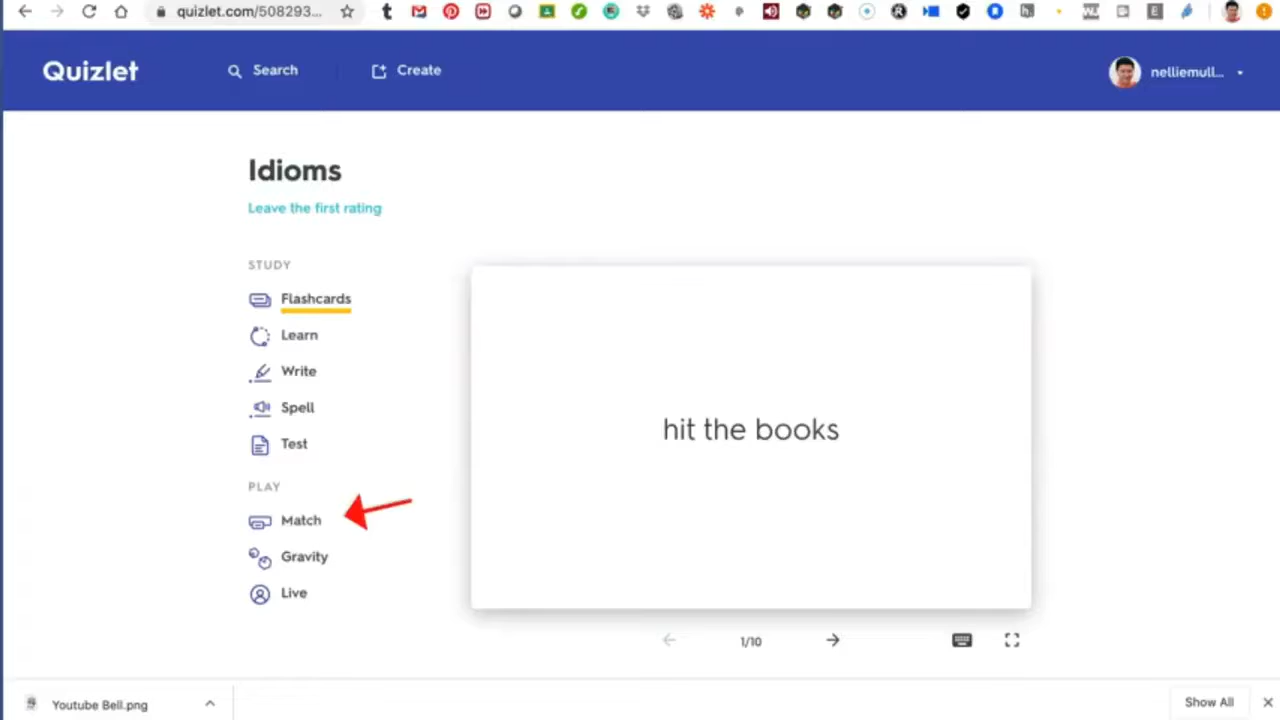 quizlet.com/508293...
Quizlet
Search
Create
nelliemull...
Idioms
Leave the first rating
STUDY
Flashcards
Learn
Write
Spell
Test
PLAY
Match
Gravity
Live
hit the books
1/10
Youtube Bell.png
Show All